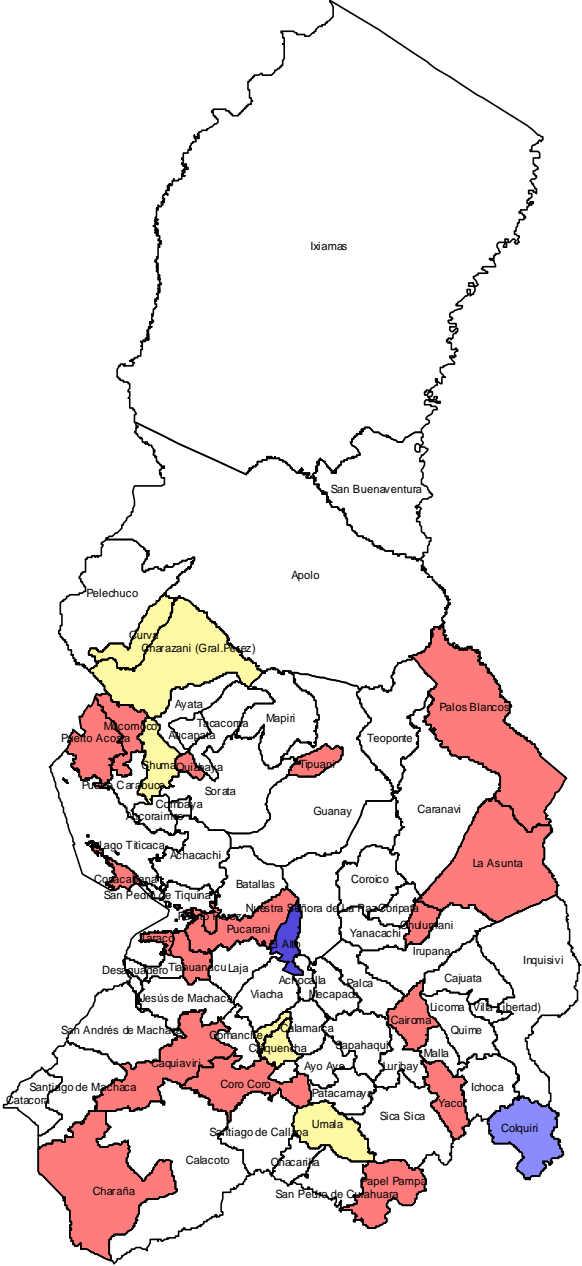 Ixiamas
San Buenaventura
Apolo
Pelechuco
Curva
Charazani (Gral.Perez)
Ayata
Tacacoma
Mapiri
Palos Blancos
Mocomoco
Puerto Acosta
Aucapata
Teoponte
Chuma
Quiabaya
Tipuani
Puerto Carabuco
Sorata
Combaya
Guanay
Caranavi
Ancoraimes
Lago Titicaca
Achacachi
La Asunta
Copacabana
Batallas
Coroico
San Pedro de Tiquina
Nuestra Señora de La Paz
Coripata
Puerto Perez
Pucarani
Chulumani
Yanacachi
Taraco
El Alto
Irupana
Inquisivi
Desaguadero
Tiahuanacu
Laja
Achocalla
Palca
Cajuata
Jesús de Machaca
Viacha
Mecapaca
Licoma (Villa Libertad)
San Andrés de Machaca
Comanche
Calamarca
Cairoma
Quime
Coquencha
Sapahaqui
Malla
Caquiaviri
Ayo Ayo
Luribay
Santiago de Machaca
Coro Coro
Patacamaya
Ichoca
Catacora
Yaco
Sica Sica
Umala
Colquiri
Santiago de Callapa
Calacoto
Chacarilla
Papel Pampa
Charaña
San Pedro de Curahuara